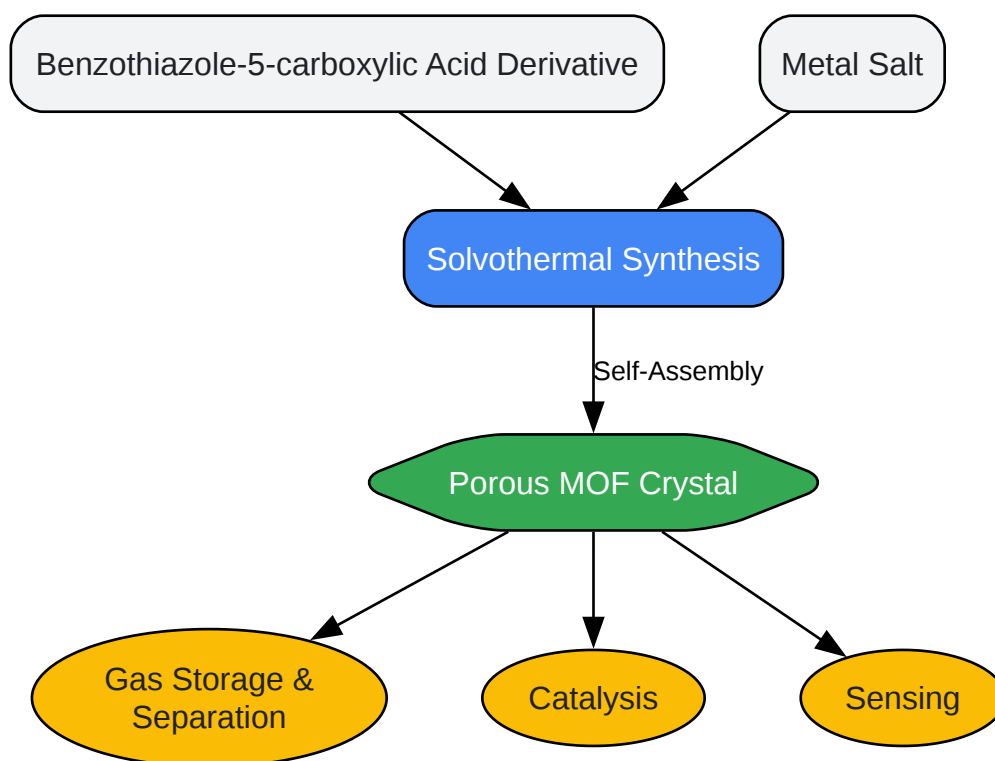 Benzothiazole-5-carboxylic Acid Derivative
Metal Salt
Solvothermal Synthesis
Self-Assembly
Porous MOF Crystal
Gas Storage &
Separation
Catalysis
Sensing